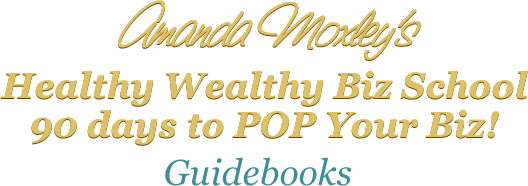 Amanda Moxley's
Healthy Wealthy Biz School
90 days to POP Your Biz!
Guidebooks